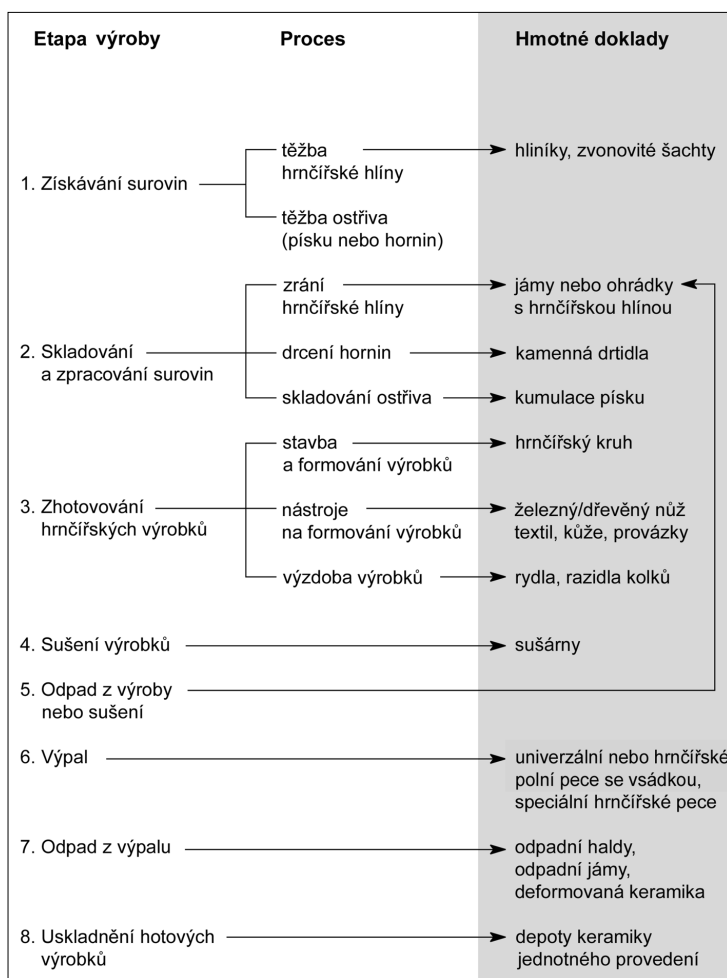 Etapa výroby Proces Hmotné doklady
těžba hliníky, zvonovité šachty
hrnčířské hlíny
1. Získávání surovin
těžba ostřiva
(písku nebo hornin)
zrání jámy nebo ohrádky
hrnčířské hlíny s hrnčířskou hlínou
2. Skladování drcení hornin kamenná drtidla
a zpracování surovin
skladování ostřiva kumulace písku
stavba hrnčířský kruh
a formování výrobků
3. Zhotovování nástroje železný/dřevěný nůž
hrnčířských výrobků na formování výrobků textil, kůže, provázky
výzdoba výrobků rydla, razidla kolků
4. Sušení výrobků sušárny
5. Odpad z výroby
nebo sušení
6. Výpal univerzální nebo hrnčířské
polní pece se vsádkou,
speciální hrnčířské pece
7. Odpad z výpalu odpadní haldy,
odpadní jámy,
deformovaná keramika
8. Uskladnění hotových depoty keramiky
výrobků jednotného provedení